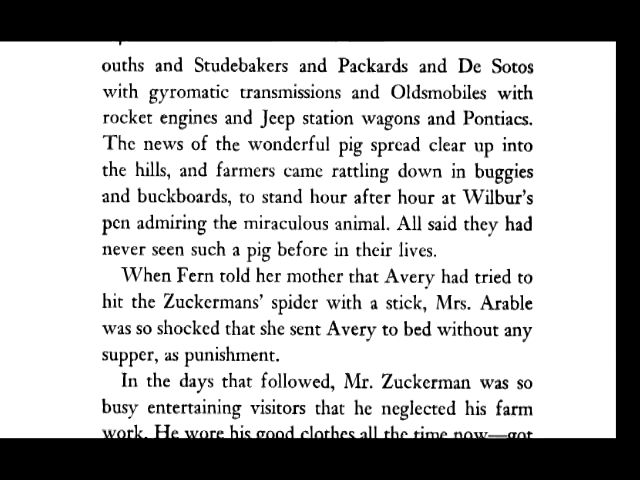 ouths and Studebakers and Packards and De Sotos
with gyromatic transmissions and Oldsmobiles with
rocket engines and Jeep station wagons and Pontiacs.
The news of the wonderful pig spread clear up into
the hills, and farmers came rattling down in buggies
and buckboards, to stand hour after hour at Wilbur's
pen admiring the miraculous animal. All said they had
never seen such a pig before in their lives.
When Fern told her mother that Avery had tried to
hit the Zuckermans' spider with a stick, Mrs. Arable
was so shocked that she sent Avery to bed without any
supper, as punishment.
In the days that followed, Mr. Zuckerman was so
busy entertaining visitors that he neglected his farm
work. He wore his good clothes all the time now—got